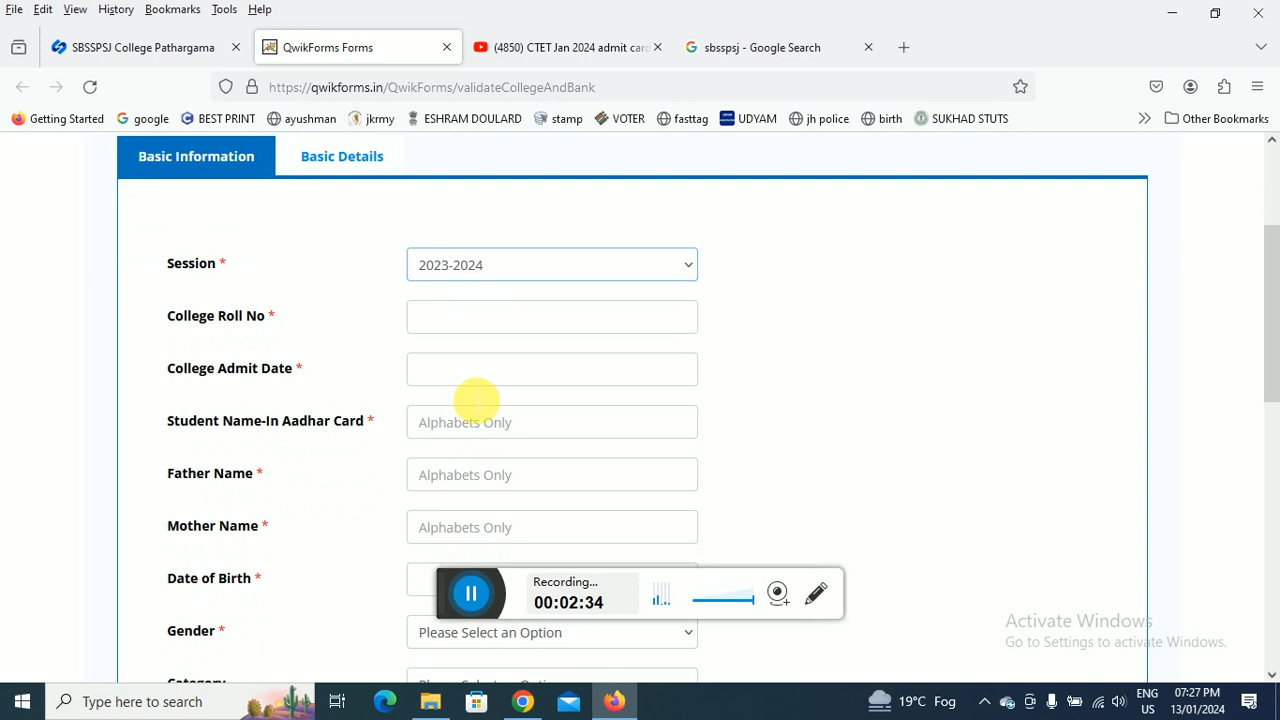 File Edit View History Bookmarks Tools Help
SBSSPSJ College Pathargama
QwikForms Forms
(4850) CTET Jan 2024 admit card
sbsspsj - Google Search
https://qwikforms.in/QwikForms/validateCollegeAndBank
Getting Started google BEST PRINT ayushman jkrmy ESHRAM DOULARD stamp VOTER fasttag UDYAM jh police birth SUKHAD STUTS Other Bookmarks
Basic Information Basic Details
Session * 2023-2024
College Roll No *
College Admit Date *
Student Name-In Aadhar Card * Alphabets Only
Father Name * Alphabets Only
Mother Name * Alphabets Only
Date of Birth *
Recording...
00:02:34
Gender * Please Select an Option
Activate Windows
Go to Settings to activate Windows.
Type here to search
19°C Fog
ENG
US
07:27 PM
13/01/2024